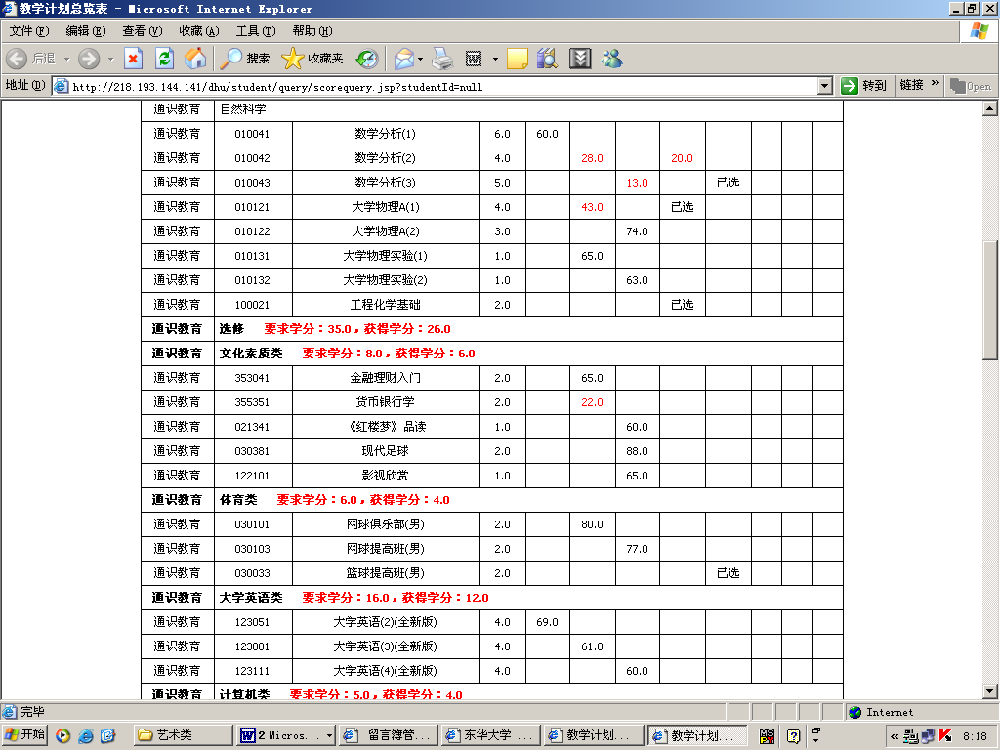 教学计划总览表 - Microsoft Internet Explorer
文件(F) 编辑(E) 查看(V) 收藏(A) 工具(T) 帮助(H)
后退 搜索 收藏夹
地址(D) http://218.193.144.141/dhu/student/query/scorequery.jsp?studentId=null 转到 链接 » Open
通识教育 自然科学
通识教育 010041 数学分析(1) 6.0 60.0
通识教育 010042 数学分析(2) 4.0 28.0 20.0
通识教育 010043 数学分析(3) 5.0 13.0 已选
通识教育 010121 大学物理A(1) 4.0 43.0 已选
通识教育 010122 大学物理A(2) 3.0 74.0
通识教育 010131 大学物理实验(1) 1.0 65.0
通识教育 010132 大学物理实验(2) 1.0 63.0
通识教育 100021 工程化学基础 2.0 已选
通识教育 选修 要求学分：35.0，获得学分：26.0
通识教育 文化素质类 要求学分：8.0，获得学分：6.0
通识教育 353041 金融理财入门 2.0 65.0
通识教育 355351 货币银行学 2.0 22.0
通识教育 021341 《红楼梦》品读 1.0 60.0
通识教育 030381 现代足球 2.0 88.0
通识教育 122101 影视欣赏 1.0 65.0
通识教育 体育类 要求学分：6.0，获得学分：4.0
通识教育 030101 网球俱乐部(男) 2.0 80.0
通识教育 030103 网球提高班(男) 2.0 77.0
通识教育 030033 篮球提高班(男) 2.0 已选
通识教育 大学英语类 要求学分：16.0，获得学分：12.0
通识教育 123051 大学英语(2)(全新版) 4.0 69.0
通识教育 123081 大学英语(3)(全新版) 4.0 61.0
通识教育 123111 大学英语(4)(全新版) 4.0 60.0
通识教育 计算机类 要求学分：5.0，获得学分：4.0
完毕 Internet
开始 艺术类 2 Micros... 留言簿管... 东华大学 ... 教学计划... 教学计划... « 8:18